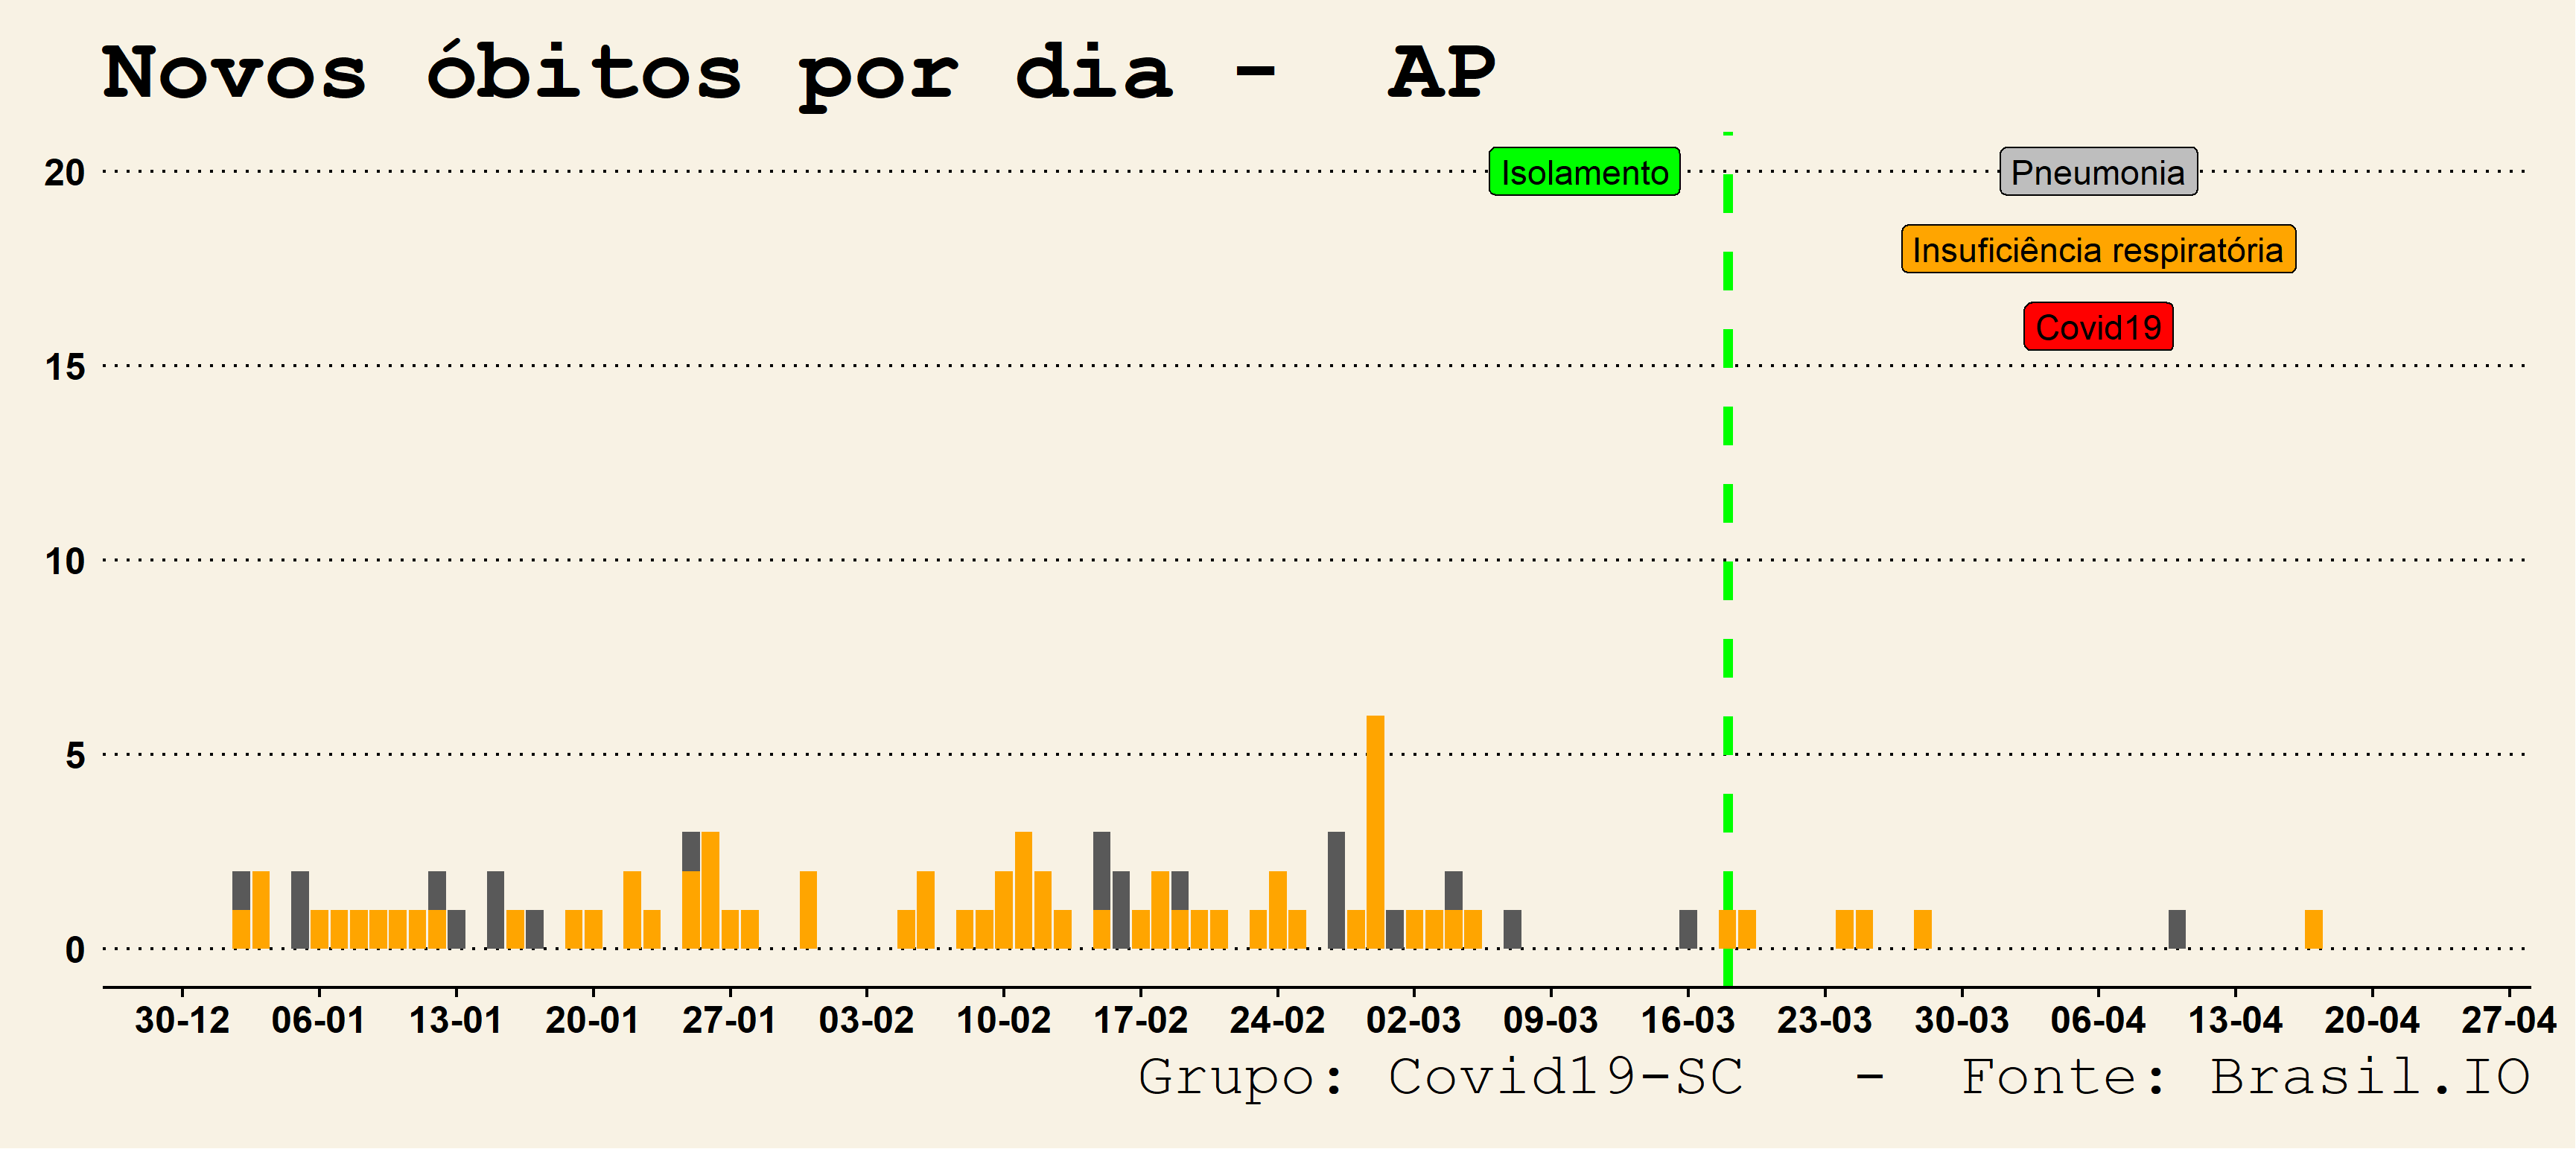 Novos óbitos por dia - AP
20
Isolamento
Pneumonia
Insuficiência respiratória
Covid19
15
10
5
0
30-12 06-01 13-01 20-01 27-01 03-02 10-02 17-02 24-02 02-03 09-03 16-03 23-03 30-03 06-04 13-04 20-04 27-04
Grupo: Covid19-SC - Fonte: Brasil.IO